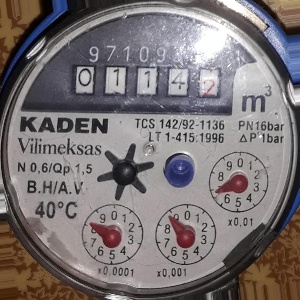 97109
01142
m³
KADEN
Vilimeksas
N 0,6/Qp 1,5
B.H/A.V.
40°C
TCS 142/92-1136
LT 1-415:1996
PN16bar
ΔP 1bar
x0,01
x0,001
x0,0001